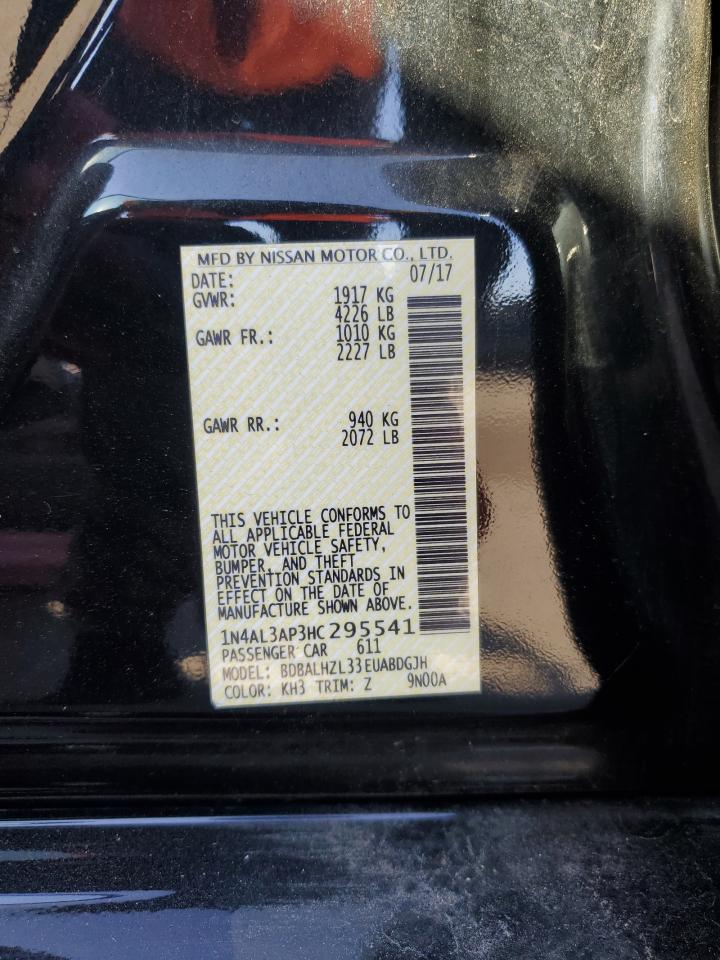 MFD BY NISSAN MOTOR CO., LTD.
DATE: 07/17
GVWR: 1917 KG
4226 LB
GAWR FR.: 1010 KG
2227 LB
GAWR RR.: 940 KG
2072 LB
THIS VEHICLE CONFORMS TO
ALL APPLICABLE FEDERAL
MOTOR VEHICLE SAFETY,
BUMPER, AND THEFT
PREVENTION STANDARDS IN
EFFECT ON THE DATE OF
MANUFACTURE SHOWN ABOVE.
1N4AL3AP3HC295541
PASSENGER CAR 611
MODEL: BDBALHZL33EUABDGJH
COLOR: KH3 TRIM: Z 9N00A